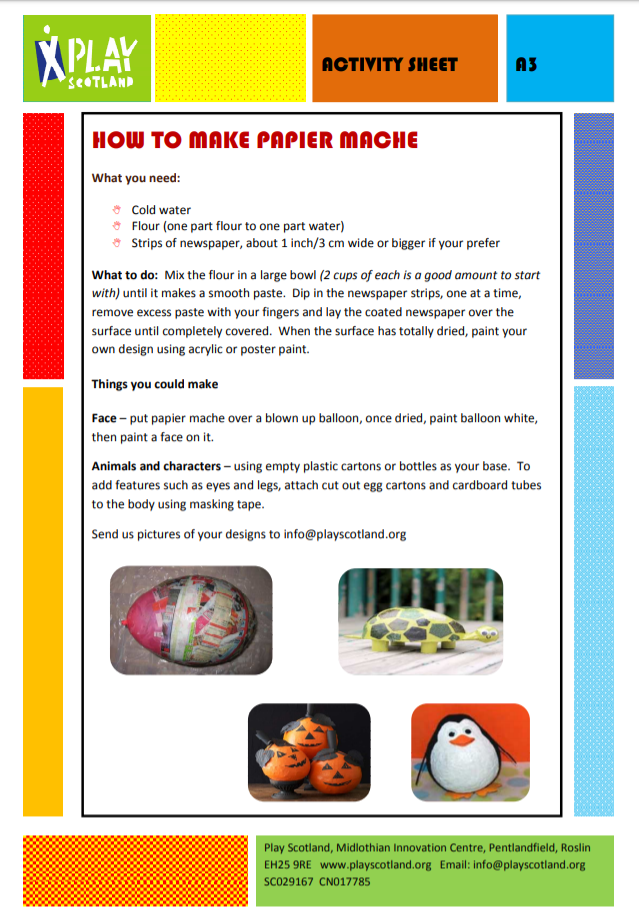 PLAY
SCOTLAND
ACTIVITY SHEET
A3
HOW TO MAKE PAPIER MACHE
What you need:
Cold water
Flour (one part flour to one part water)
Strips of newspaper, about 1 inch/3 cm wide or bigger if your prefer
What to do:  Mix the flour in a large bowl (2 cups of each is a good amount to start
with) until it makes a smooth paste.  Dip in the newspaper strips, one at a time,
remove excess paste with your fingers and lay the coated newspaper over the
surface until completely covered.  When the surface has totally dried, paint your
own design using acrylic or poster paint.
Things you could make
Face – put papier mache over a blown up balloon, once dried, paint balloon white,
then paint a face on it.
Animals and characters – using empty plastic cartons or bottles as your base.  To
add features such as eyes and legs, attach cut out egg cartons and cardboard tubes
to the body using masking tape.
Send us pictures of your designs to info@playscotland.org
Play Scotland, Midlothian Innovation Centre, Pentlandfield, Roslin
EH25 9RE   www.playscotland.org   Email: info@playscotland.org
SC029167  CN017785